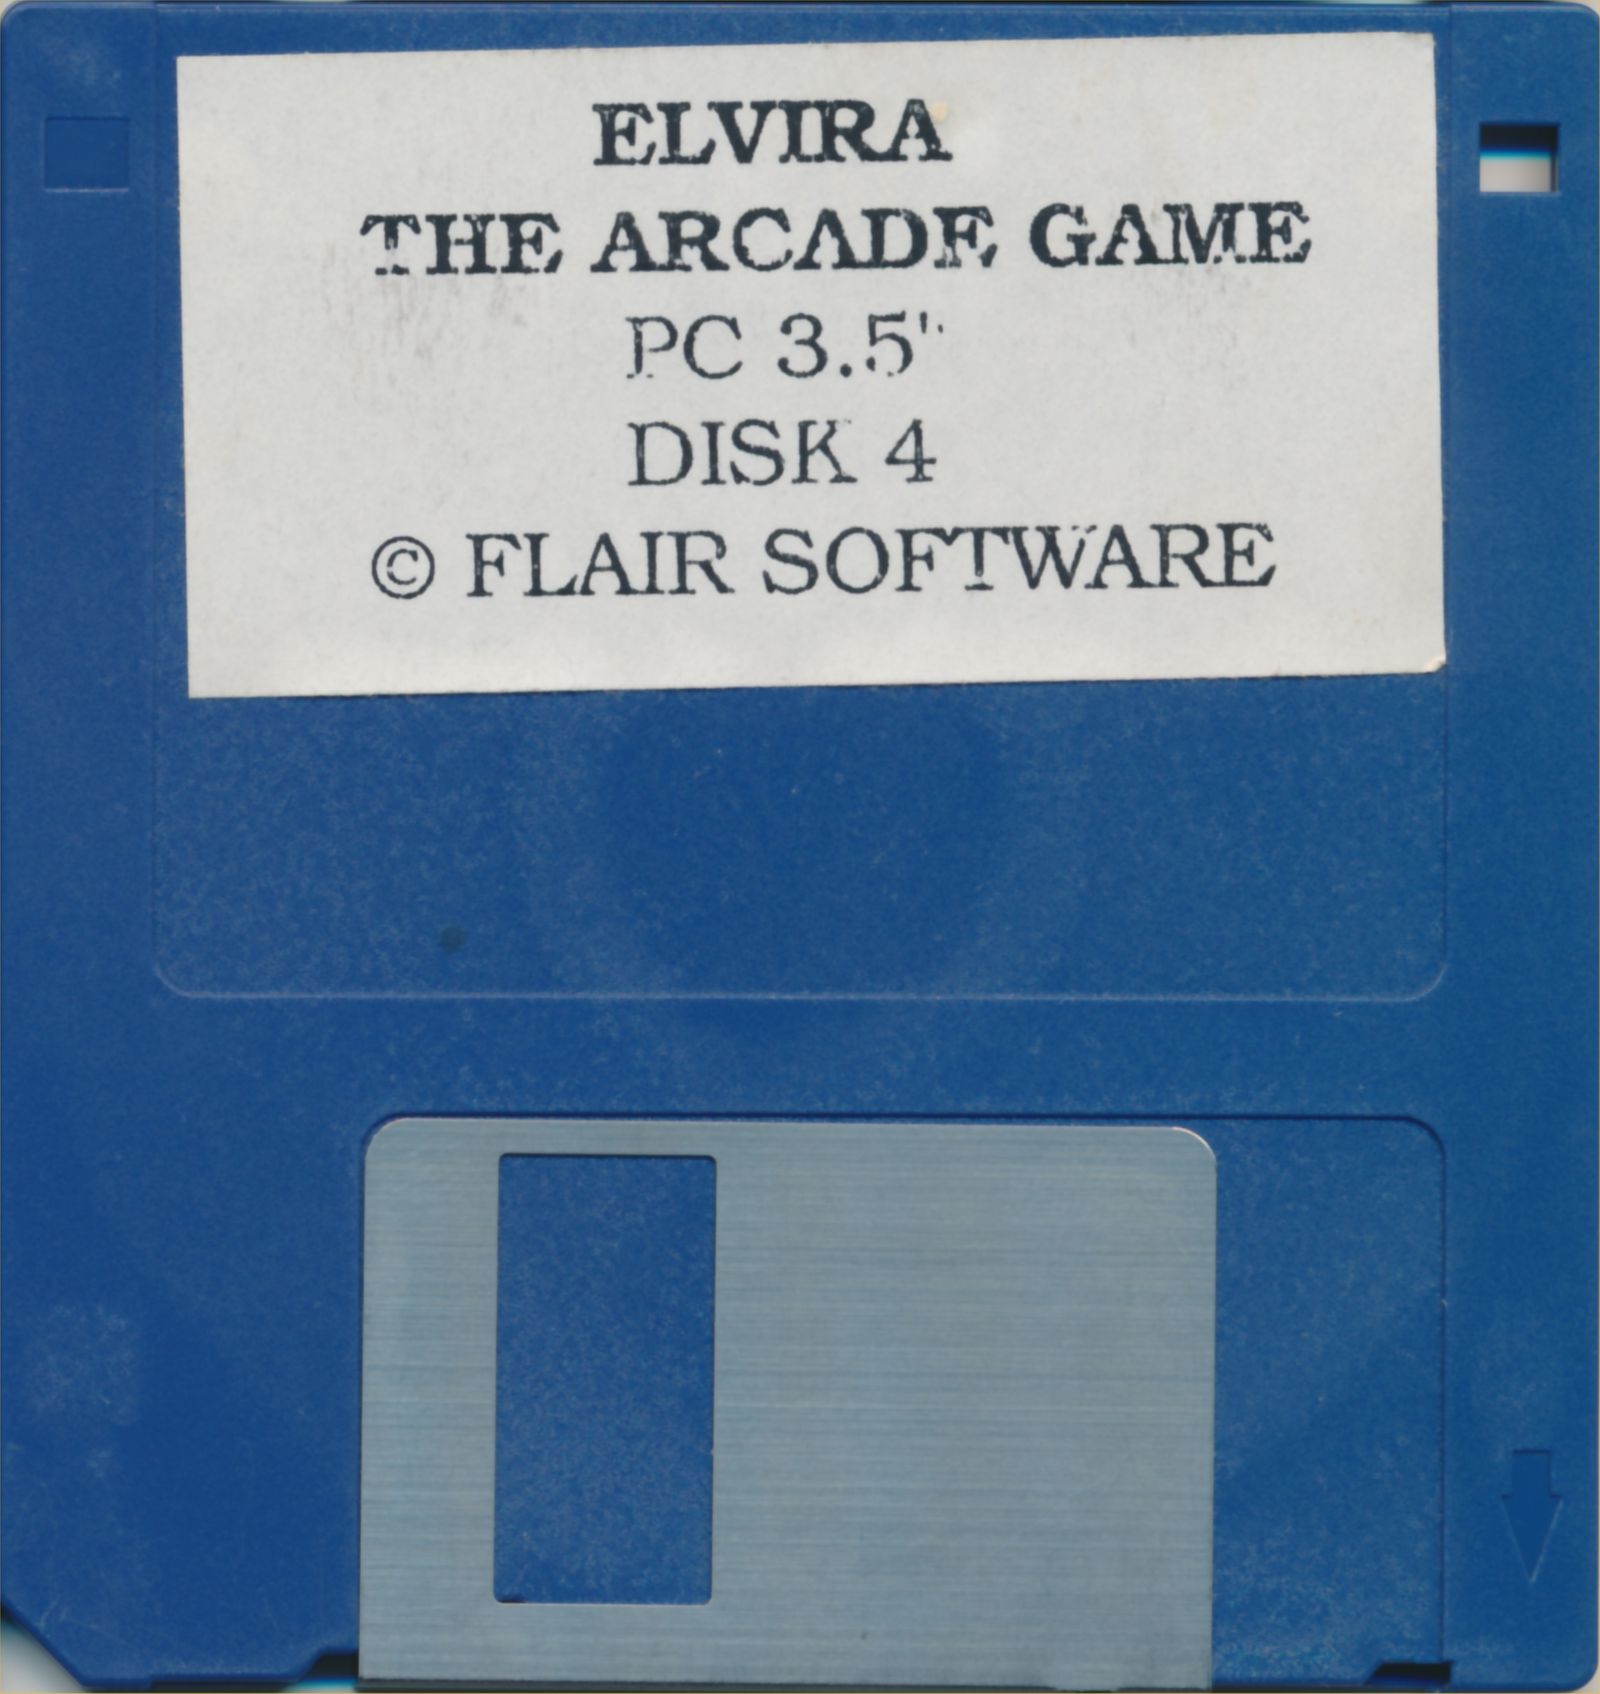 ELVIRA
THE ARCADE GAME
PC 3.5"
DISK 4
© FLAIR SOFTWARE